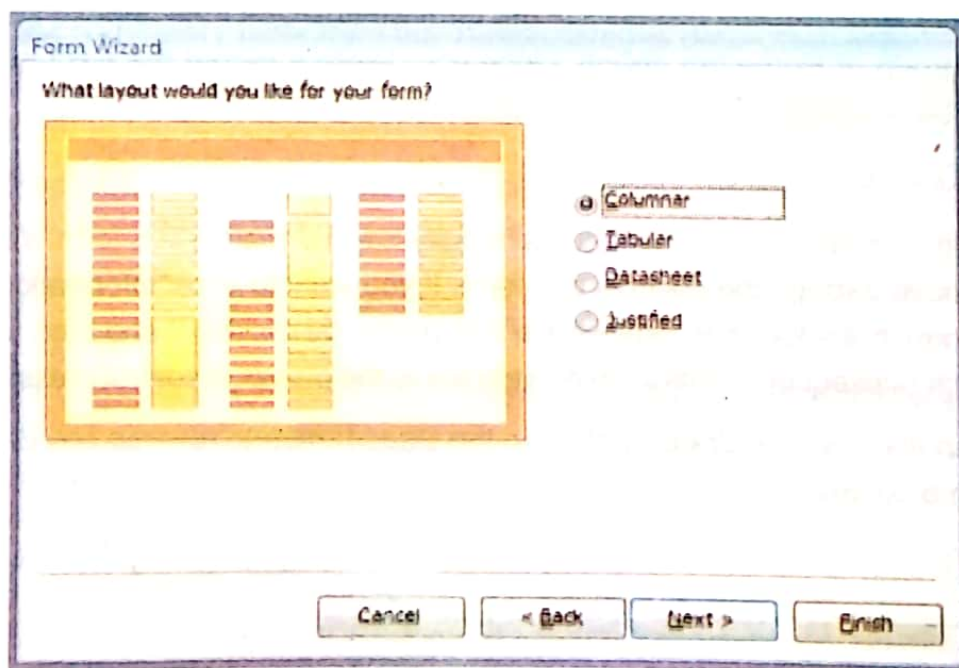 Form Wizard
What layout would you like for your form?
Columnar
Tabular
Datasheet
Justified
Cancel
< Back
Next >
Finish